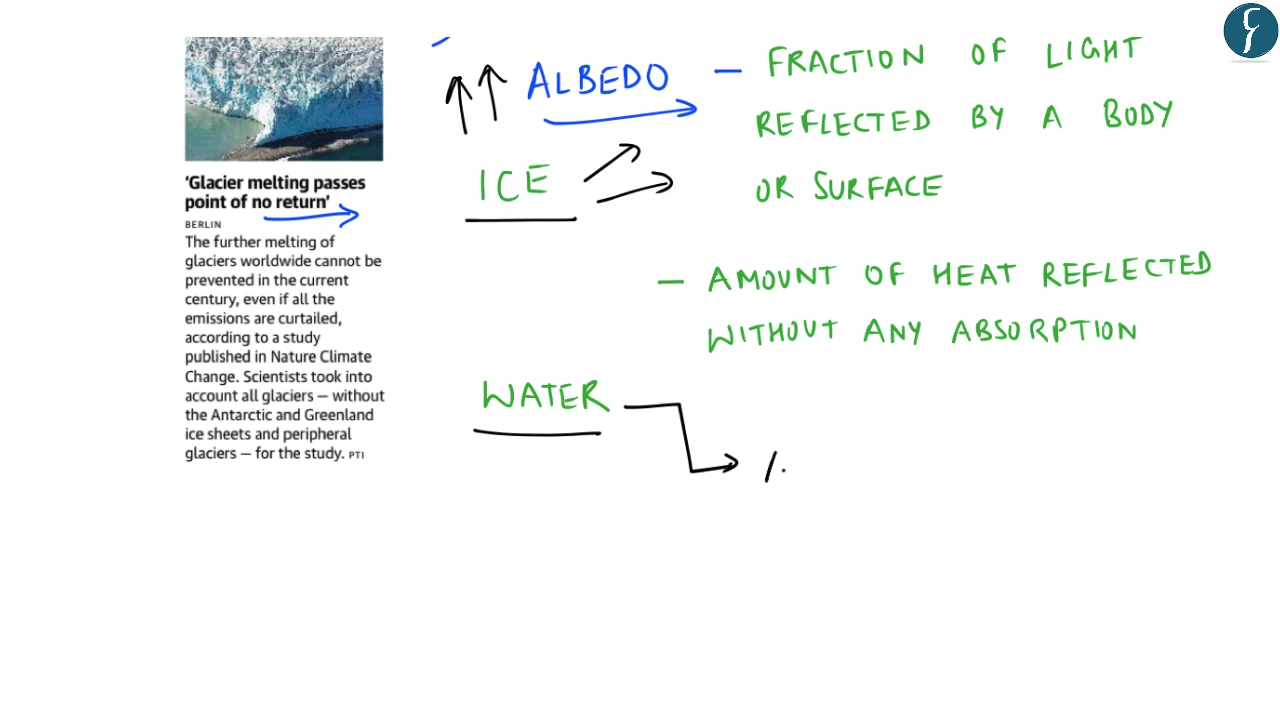 ‘Glacier melting passes
point of no return’
BERLIN
The further melting of
glaciers worldwide cannot be
prevented in the current
century, even if all the
emissions are curtailed,
according to a study
published in Nature Climate
Change. Scientists took into
account all glaciers — without
the Antarctic and Greenland
ice sheets and peripheral
glaciers — for the study. PTI
ALBEDO – FRACTION OF LIGHT
REFLECTED BY A BODY
OR SURFACE
ICE
– AMOUNT OF HEAT REFLECTED
WITHOUT ANY ABSORPTION
WATER